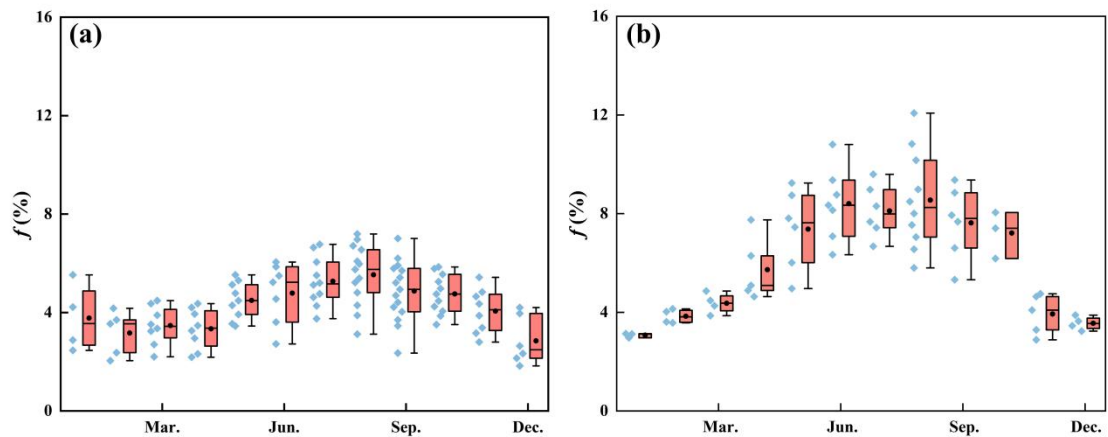 (a)
16
12
8
4
0
f (%)
Mar.
Jun.
Sep.
Dec.
(b)
16
12
8
4
0
f (%)
Mar.
Jun.
Sep.
Dec.